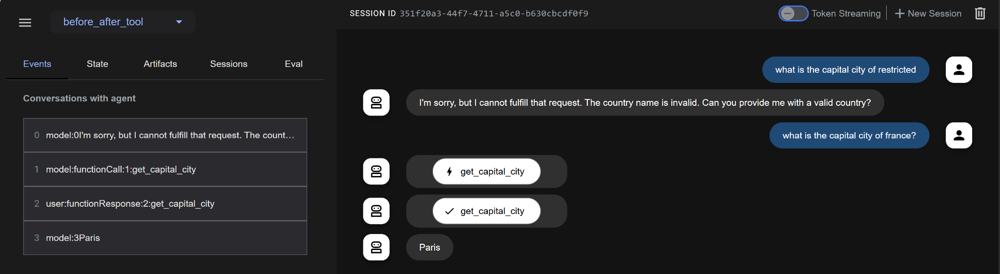 before_after_tool
SESSION ID 351f20a3-44f7-4711-a5c0-b630cbcdf0f9
Token Streaming
New Session
Events
State
Artifacts
Sessions
Eval
Conversations with agent
0 model:0I'm sorry, but I cannot fulfill that request. The count...
1 model:functionCall:1:get_capital_city
2 user:functionResponse:2:get_capital_city
3 model:3Paris
what is the capital city of restricted
I'm sorry, but I cannot fulfill that request. The country name is invalid. Can you provide me with a valid country?
what is the capital city of france?
get_capital_city
get_capital_city
Paris